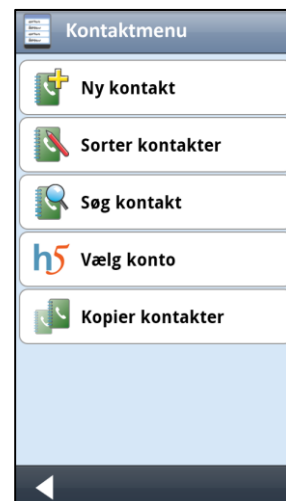 Kontaktmenu
Ny kontakt
Sorter kontakter
Søg kontakt
h5 Vælg konto
Kopier kontakter